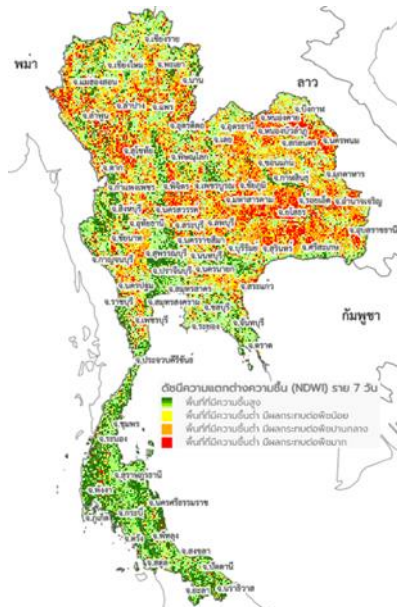 จ.เชียงราย
พม่า
จ.เชียงใหม่
จ.พะเยา
จ.แม่ฮ่องสอน
จ.น่าน
ลาว
จ.ลำปาง
จ.แพร่
จ.บึงกาฬ
จ.ลำพูน
จ.หนองคาย
จ.อุตรดิตถ์
จ.อุดรธานี
จ.หนองบัวลำภู
จ.เลย
จ.สกลนคร
จ.นครพนม
จ.สุโขทัย
จ.พิษณุโลก
จ.ขอนแก่น
จ.มุกดาหาร
จ.ตาก
จ.กาฬสินธุ์
จ.กำแพงเพชร
จ.พิจิตร
จ.เพชรบูรณ์
จ.ชัยภูมิ
จ.มหาสารคาม
จ.ร้อยเอ็ด
จ.อำนาจเจริญ
จ.ยโสธร
จ.สิงห์บุรี
จ.นครสวรรค์
จ.อุทัยธานี
จ.สระบุรี
จ.ลพบุรี
จ.อุบลราชธานี
จ.ชัยนาท
จ.นครราชสีมา
จ.บุรีรัมย์
จ.สุรินทร์
จ.ศรีสะเกษ
จ.สุพรรณบุรี
จ.นนทบุรี
จ.กาญจนบุรี
จ.ปราจีนบุรี
จ.นครนายก
จ.นครปฐม
จ.สมุทรสาคร
จ.สระแก้ว
จ.ราชบุรี
จ.สมุทรสงคราม
จ.ชลบุรี
จ.เพชรบุรี
จ.ระยอง
จ.จันทบุรี
กัมพูชา
จ.ตราด
จ.ประจวบคีรีขันธ์
ดัชนีความแตกต่างความชื้น (NDWI) ราย 7 วัน
พื้นที่ที่มีความชื้นสูง
พื้นที่ที่มีความชื้นต่ำ มีผลกระทบต่อพืชน้อย
พื้นที่ที่มีความชื้นต่ำ มีผลกระทบต่อพืชปานกลาง
พื้นที่ที่มีความชื้นต่ำ มีผลกระทบต่อพืชมาก
จ.ชุมพร
จ.ระนอง
จ.สุราษฎร์ธานี
จ.พังงา
จ.นครศรีธรรมราช
จ.ภูเก็ต
จ.กระบี่
จ.ตรัง
จ.พัทลุง
จ.สงขลา
จ.สตูล
จ.ปัตตานี
จ.ยะลา
จ.นราธิวาส